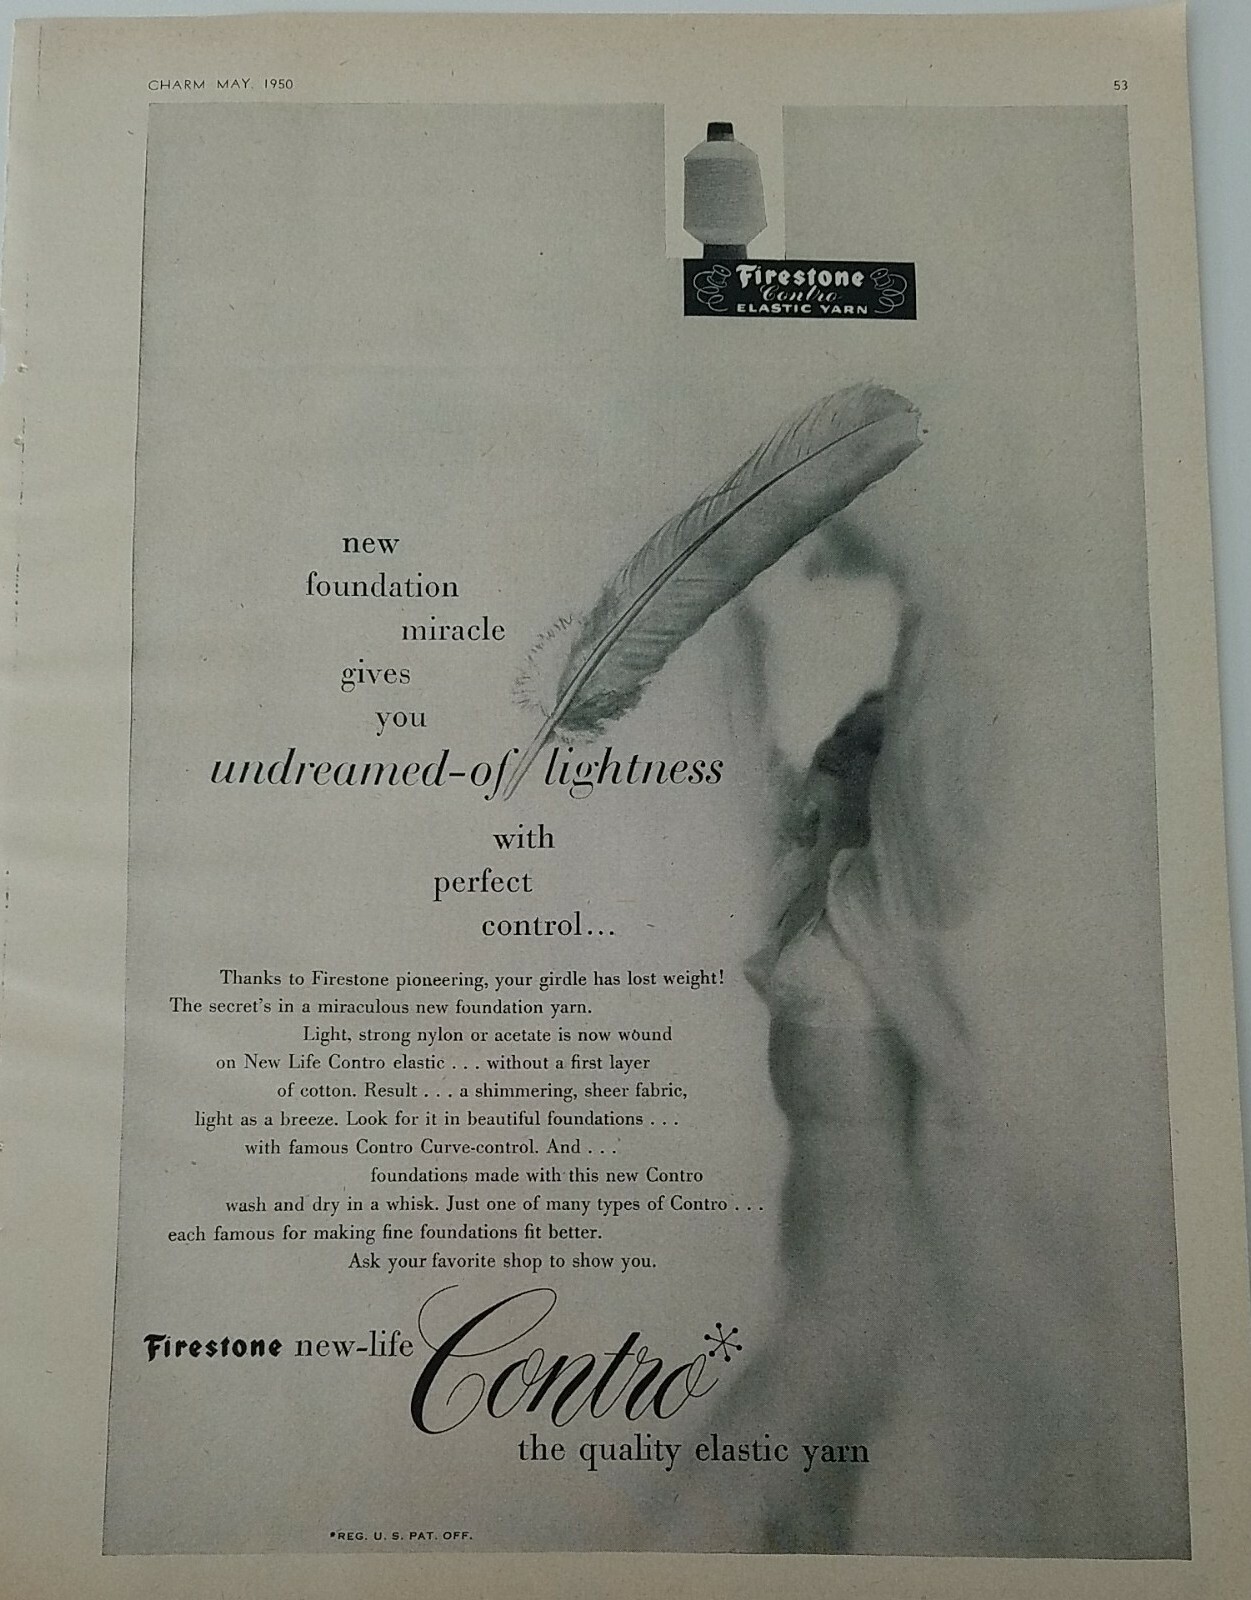 CHARM MAY, 1950
53
Firestone
Contro
ELASTIC YARN
new
foundation
miracle
gives
you
undreamed-of lightness
with
perfect
control...
Thanks to Firestone pioneering, your girdle has lost weight!
The secret's in a miraculous new foundation yarn.
Light, strong nylon or acetate is now wound
on New Life Contro elastic . . . without a first layer
of cotton. Result . . . a shimmering, sheer fabric,
light as a breeze. Look for it in beautiful foundations . . .
with famous Contro Curve-control. And . . .
foundations made with this new Contro
wash and dry in a whisk. Just one of many types of Contro . . .
each famous for making fine foundations fit better.
Ask your favorite shop to show you.
Firestone new-life Contro*
the quality elastic yarn
*REG. U. S. PAT. OFF.